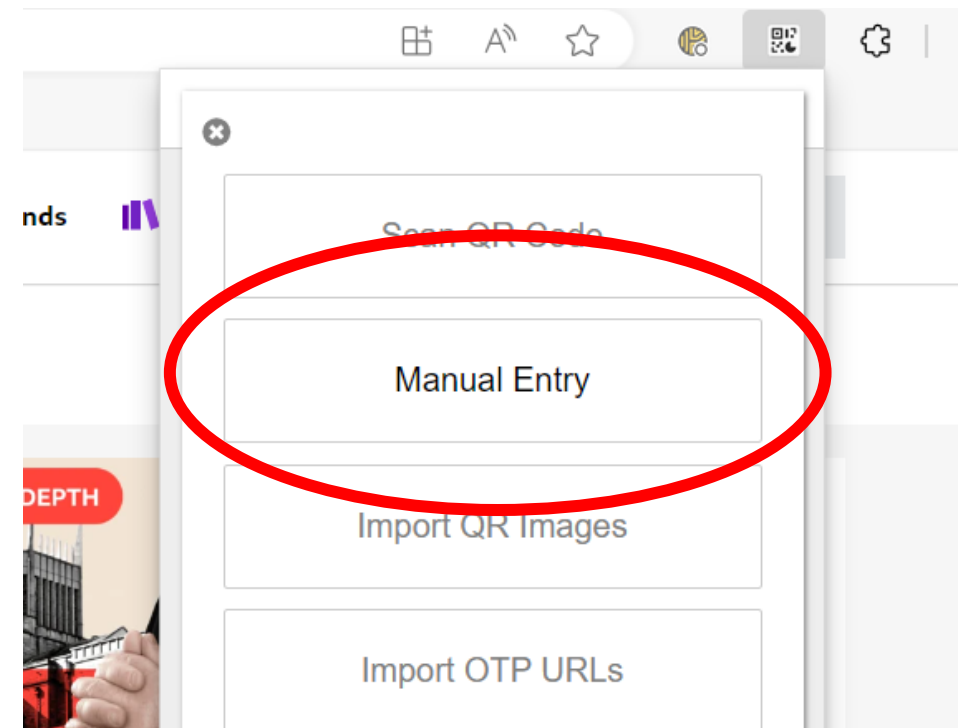 Scan QR Code
nds
Manual Entry
DEPTH
Import QR Images
Import OTP URLs